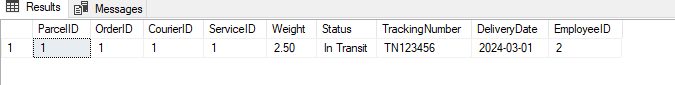 Results Messages
ParcelID OrderID CourierID ServiceID Weight Status TrackingNumber DeliveryDate EmployeeID
1 1 1 1 1 2.50 In Transit TN123456 2024-03-01 2